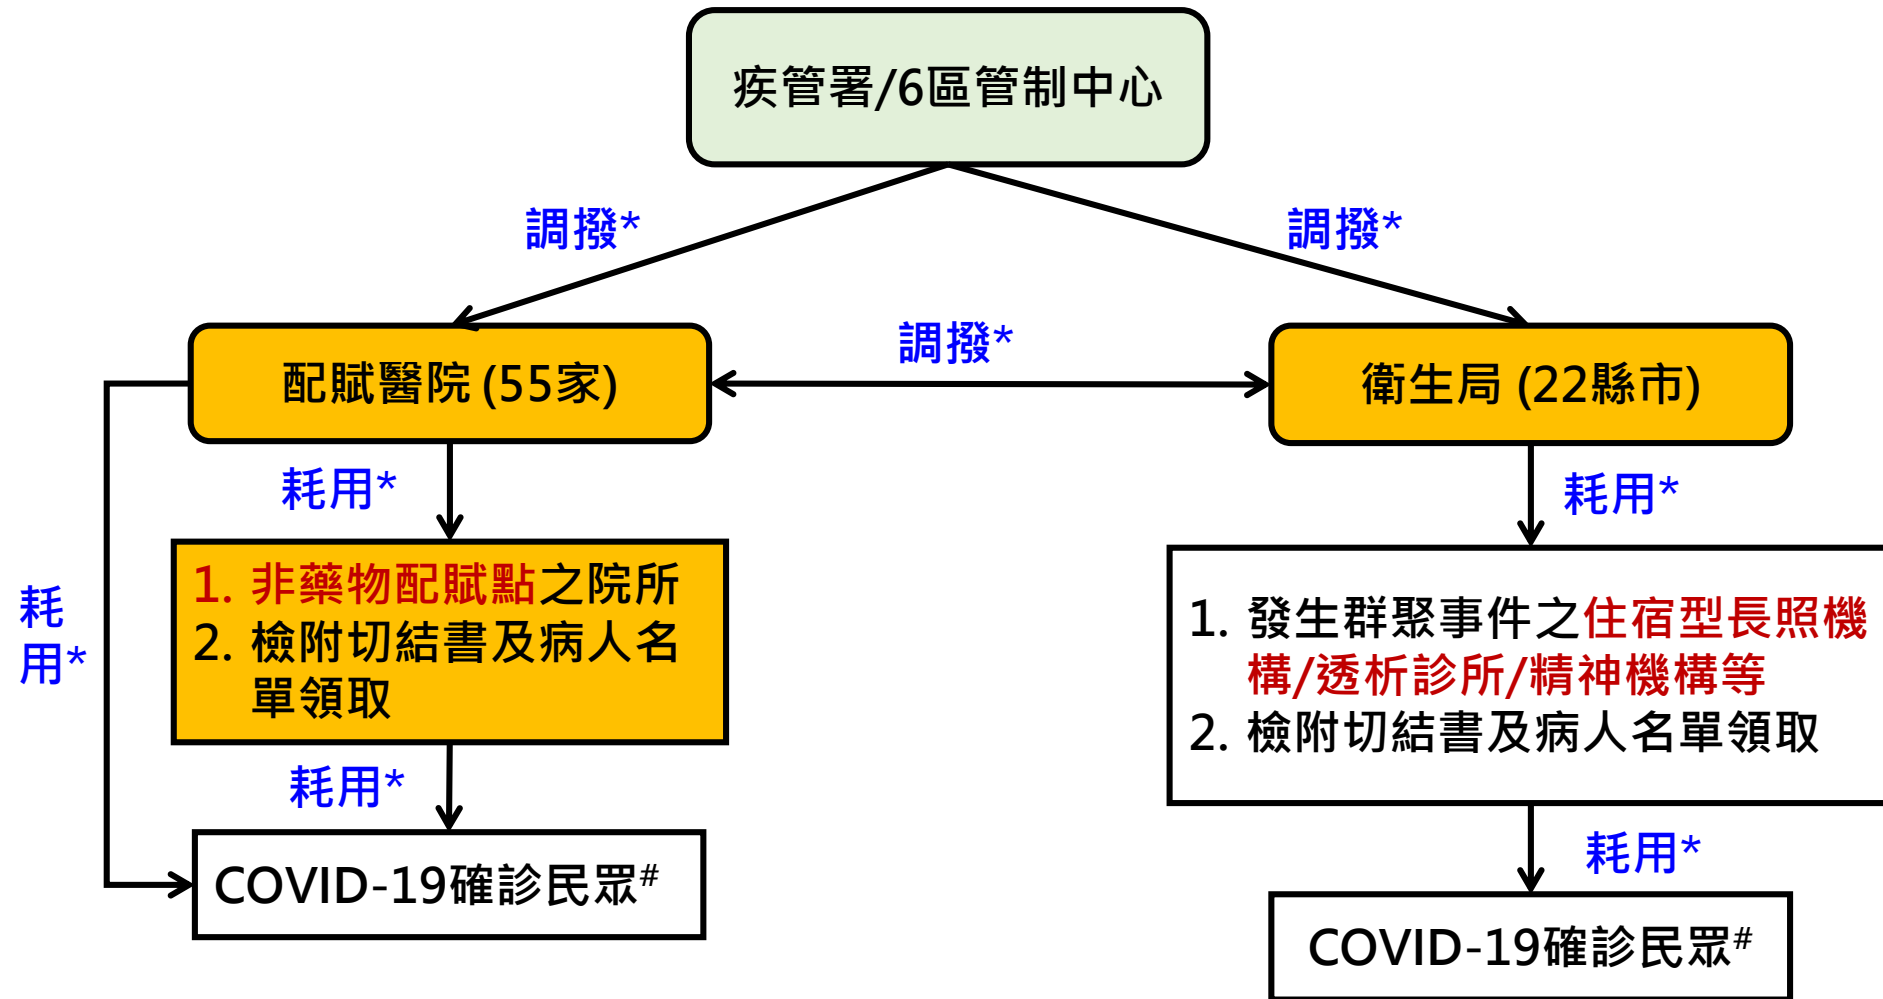 疾管署/6區管制中心
調撥*
調撥*
調撥*
配賦醫院 (55家)
衛生局 (22縣市)
耗用*
耗用*
耗
用*
1. 非藥物配賦點之院所
2. 檢附切結書及病人名
單領取
1. 發生群聚事件之住宿型長照機
構/透析診所/精神機構等
2. 檢附切結書及病人名單領取
耗用*
耗用*
COVID-19確診民眾#
COVID-19確診民眾#